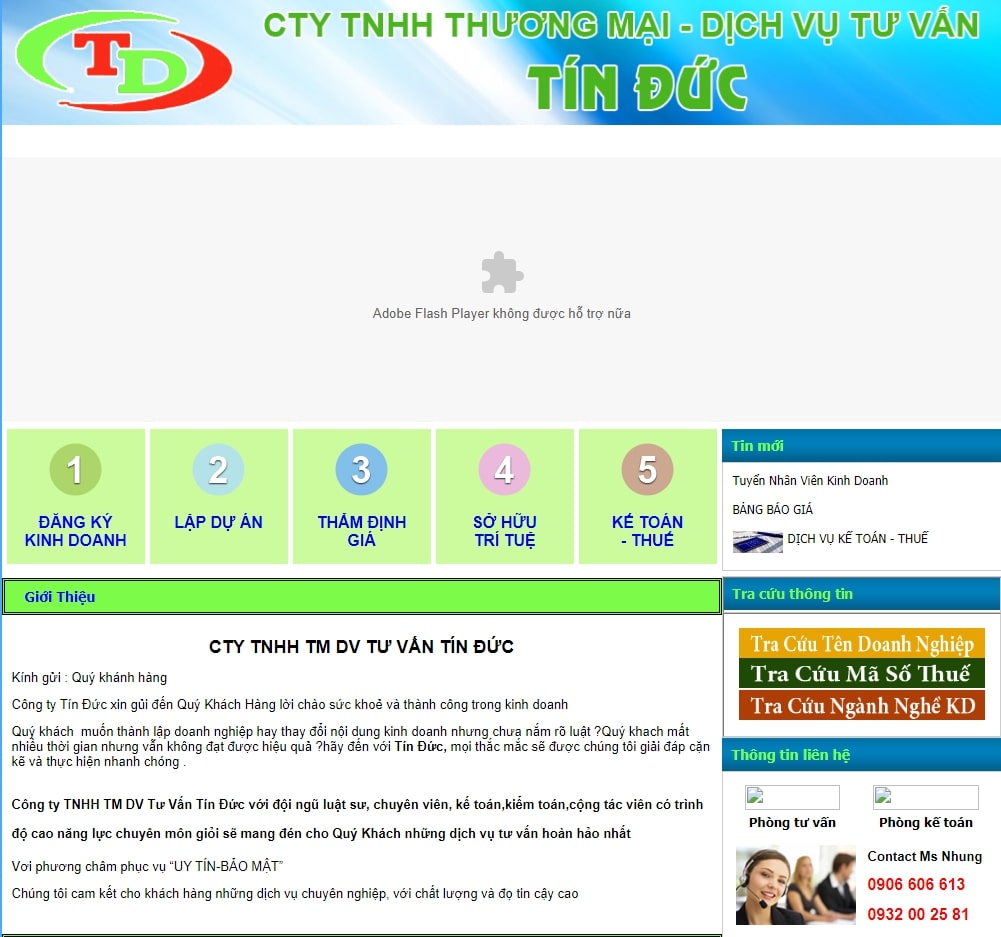 TD
CTY TNHH THƯƠNG MẠI - DỊCH VỤ TƯ VẤN
TÍN ĐỨC
Adobe Flash Player không được hỗ trợ nữa
1
ĐĂNG KÝ
KINH DOANH
2
LẬP DỰ ÁN
3
THẨM ĐỊNH
GIÁ
4
SỞ HỮU
TRÍ TUỆ
5
KẾ TOÁN
- THUẾ
Giới Thiệu
CTY TNHH TM DV TƯ VẤN TÍN ĐỨC
Kính gửi : Quý khánh hàng
Công ty Tín Đức xin gửi đến Quý Khách Hàng lời chào sức khoẻ và thành công trong kinh doanh
Quý khách muốn thành lập doanh nghiệp hay thay đổi nội dung kinh doanh nhưng chưa nắm rõ luật ?Quý khach mất
nhiều thời gian nhưng vẫn không đạt được hiệu quả ?hãy đến với Tín Đức, mọi thắc mắc sẽ được chúng tôi giải đáp cặn
kẽ và thực hiện nhanh chóng .
Công ty TNHH TM DV Tư Vấn Tín Đức với đội ngũ luật sư, chuyên viên, kế toán,kiểm toán,cộng tác viên có trình
độ cao năng lực chuyên môn giỏi sẽ mang đén cho Quý Khách những dịch vụ tư vấn hoàn hảo nhất
Vơi phương châm phục vụ “UY TÍN-BẢO MẬT”
Chúng tôi cam kết cho khách hàng những dịch vụ chuyên nghiệp, với chất lượng và đọ tin cậy cao
Tin mới
Tuyển Nhân Viên Kinh Doanh
BẢNG BÁO GIÁ
DỊCH VỤ KẾ TOÁN - THUẾ
Tra cứu thông tin
Tra Cứu Tên Doanh Nghiệp
Tra Cứu Mã Số Thuế
Tra Cứu Ngành Nghề KD
Thông tin liên hệ
Phòng tư vấn
Phòng kế toán
Contact Ms Nhung
0906 606 613
0932 00 25 81